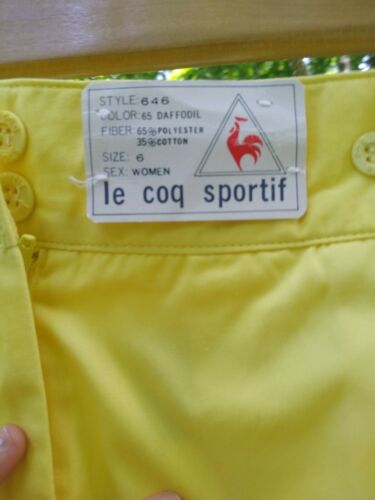 STYLE: 646
COLOR: 65 DAFFODIL
FIBER: 65% POLYESTER
35% COTTON
SIZE: 6
SEX: WOMEN
le coq sportif